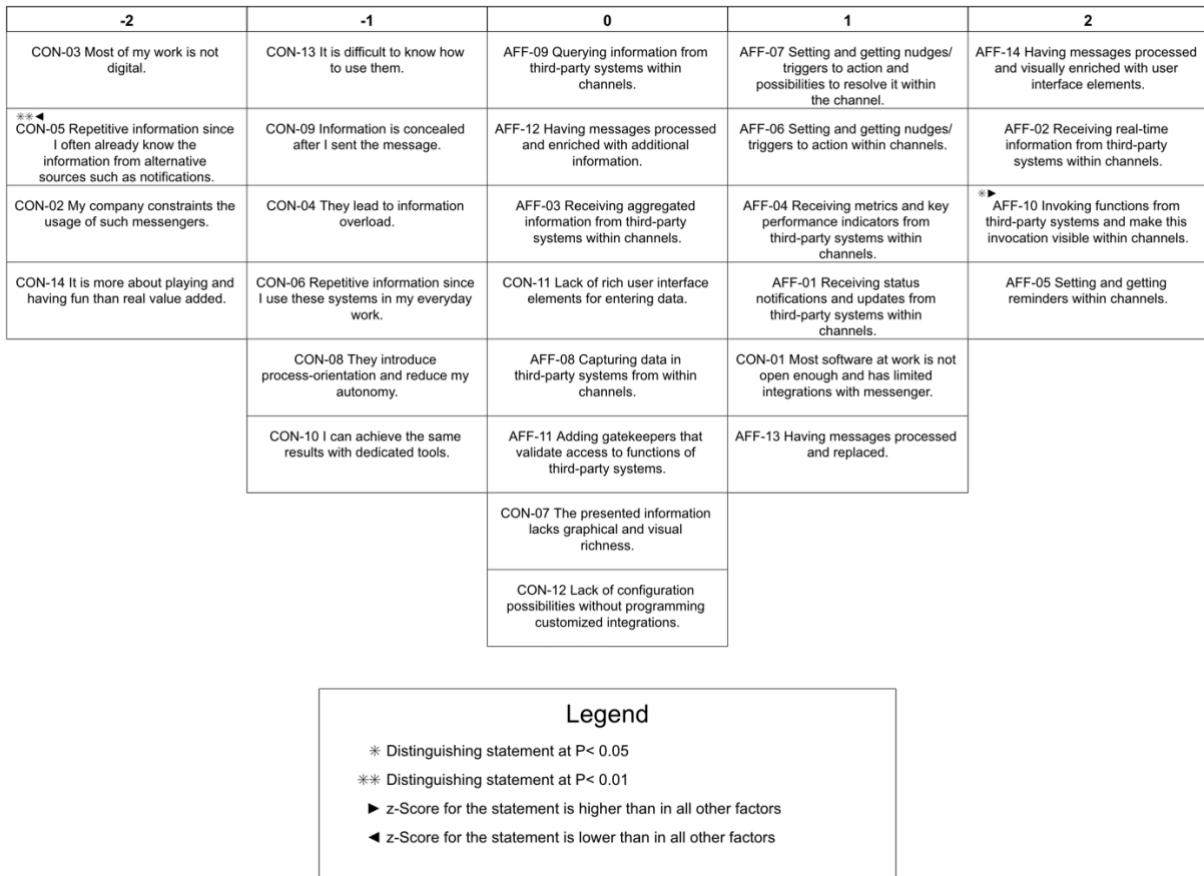 -2 -1 0 1 2
CON-03 Most of my work is not
digital.
CON-13 It is difficult to know how
to use them.
AFF-09 Querying information from
third-party systems within
channels.
AFF-07 Setting and getting nudges/
triggers to action and
possibilities to resolve it within
the channel.
AFF-14 Having messages processed
and visually enriched with user
interface elements.
✳✳◄
CON-05 Repetitive information since
I often already know the
information from alternative
sources such as notifications.
CON-09 Information is concealed
after I sent the message.
AFF-12 Having messages processed
and enriched with additional
information.
AFF-06 Setting and getting nudges/
triggers to action within channels.
AFF-02 Receiving real-time
information from third-party
systems within channels.
CON-02 My company constraints the
usage of such messengers.
CON-04 They lead to information
overload.
AFF-03 Receiving aggregated
information from third-party
systems within channels.
AFF-04 Receiving metrics and key
performance indicators from
third-party systems within
channels.
✳►
AFF-10 Invoking functions from
third-party systems and make this
invocation visible within channels.
CON-14 It is more about playing and
having fun than real value added.
CON-06 Repetitive information since
I use these systems in my everyday
work.
CON-11 Lack of rich user interface
elements for entering data.
AFF-01 Receiving status
notifications and updates from
third-party systems within
channels.
AFF-05 Setting and getting
reminders within channels.
CON-08 They introduce
process-orientation and reduce my
autonomy.
AFF-08 Capturing data in
third-party systems from within
channels.
CON-01 Most software at work is not
open enough and has limited
integrations with messenger.
CON-10 I can achieve the same
results with dedicated tools.
AFF-11 Adding gatekeepers that
validate access to functions of
third-party systems.
AFF-13 Having messages processed
and replaced.
CON-07 The presented information
lacks graphical and visual
richness.
CON-12 Lack of configuration
possibilities without programming
customized integrations.
Legend
✳ Distinguishing statement at P< 0.05
✳✳ Distinguishing statement at P< 0.01
► z-Score for the statement is higher than in all other factors
◄ z-Score for the statement is lower than in all other factors